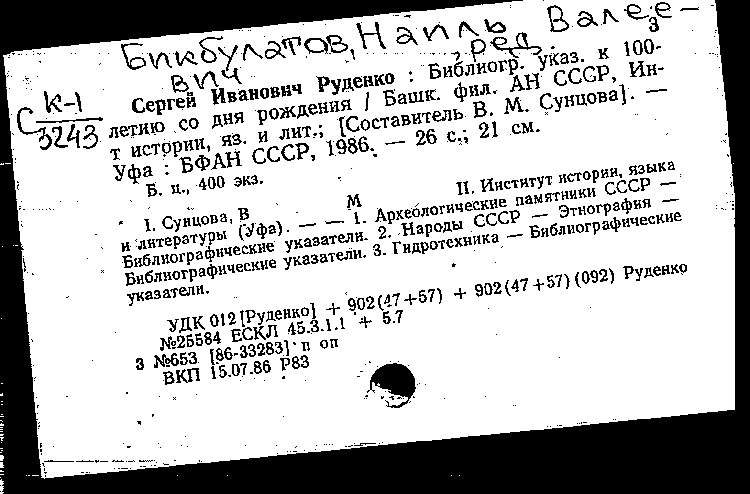 Бикбулатов, Наиль Валее-
вич, ред. 3
К-1
С 3243
Сергей Иванович Руденко : Библиогр. указ. к 100-
летию со дня рождения / Башк. фил. АН СССР, Ин-
т истории, яз. и лит.; [Составитель В. М. Сунцова]. —
Уфа : БФАН СССР, 1986. — 26 с.; 21 см.
Б. ц., 400 экз.
I. Сунцова, В М II. Институт истории, языка
и литературы (Уфа). — — 1. Археологические памятники СССР —
Библиографические указатели. 2. Народы СССР — Этнография —
Библиографические указатели. 3. Гидротехника — Библиографические
указатели.
УДК 012[Руденко] + 902(47+57) + 902(47+57)(092) Руденко
№25584 ЕСКЛ 45.3.1.1 + 5.7
3 №653 [86-33283] п оп
ВКП 15.07.86 Р83